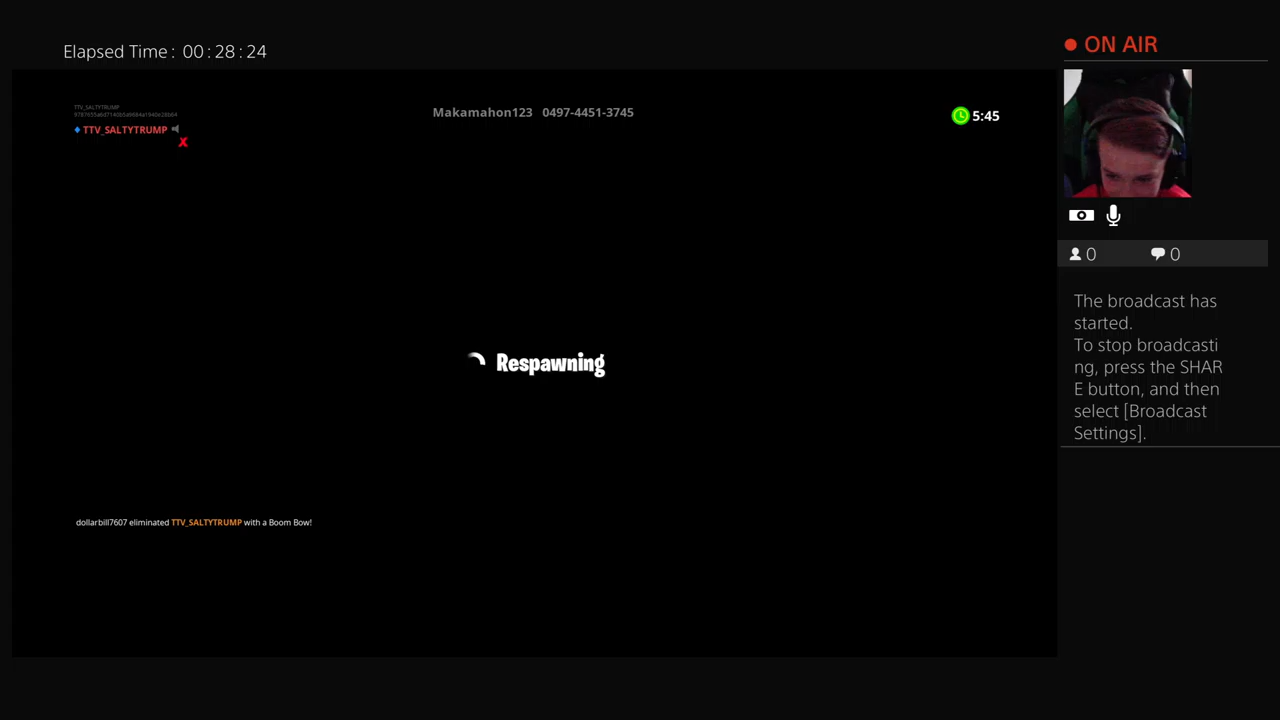 Elapsed Time: 00:28:24
ON AIR
TTV_SALTYTRUMP
Makamahon123 0497-4451-3745
5:45
TTV_SALTYTRUMP
X
0 0
The broadcast has
started.
To stop broadcasti
ng, press the SHAR
E button, and then
select [Broadcast
Settings].
Respawning
dollarbill7607 eliminated TTV_SALTYTRUMP with a Boom Bow!